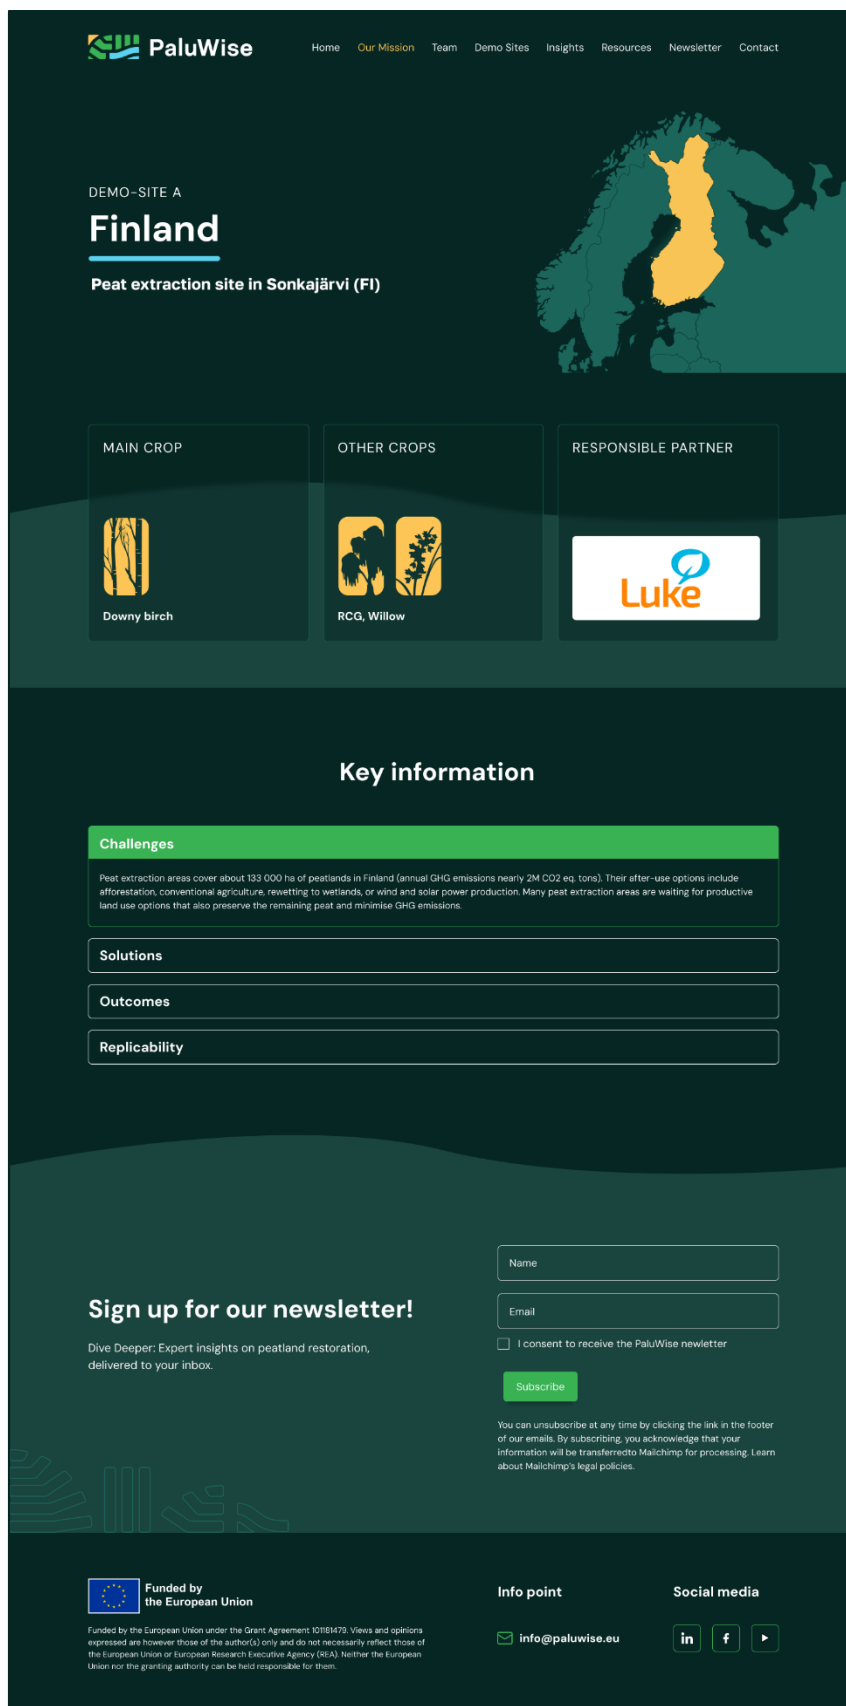 PaluWise
Home Our Mission Team Demo Sites Insights Resources Newsletter Contact
DEMO-SITE A
Finland
Peat extraction site in Sonkajärvi (FI)
MAIN CROP
Downy birch
OTHER CROPS
RCG, Willow
RESPONSIBLE PARTNER
Luke
Key information
Challenges
Peat extraction areas cover about 133 000 ha of peatlands in Finland (annual GHG emissions nearly 2M CO2 eq. tons). Their after-use options include
afforestation, conventional agriculture, rewetting to wetlands, or wind and solar power production. Many peat extraction areas are waiting for productive
land use options that also preserve the remaining peat and minimise GHG emissions.
Solutions
Outcomes
Replicability
Sign up for our newsletter!
Dive Deeper: Expert insights on peatland restoration,
delivered to your inbox.
Name
Email
I consent to receive the PaluWise newletter
Subscribe
You can unsubscribe at any time by clicking the link in the footer
of our emails. By subscribing, you acknowledge that your
information will be transferredto Mailchimp for processing. Learn
about Mailchimp's legal policies.
Funded by
the European Union
Funded by the European Union under the Grant Agreement 101181479. Views and opinions
expressed are however those of the author(s) only and do not necessarily reflect those of
the European Union or European Research Executive Agency (REA). Neither the European
Union nor the granting authority can be held responsible for them.
Info point
info@paluwise.eu
Social media
in f